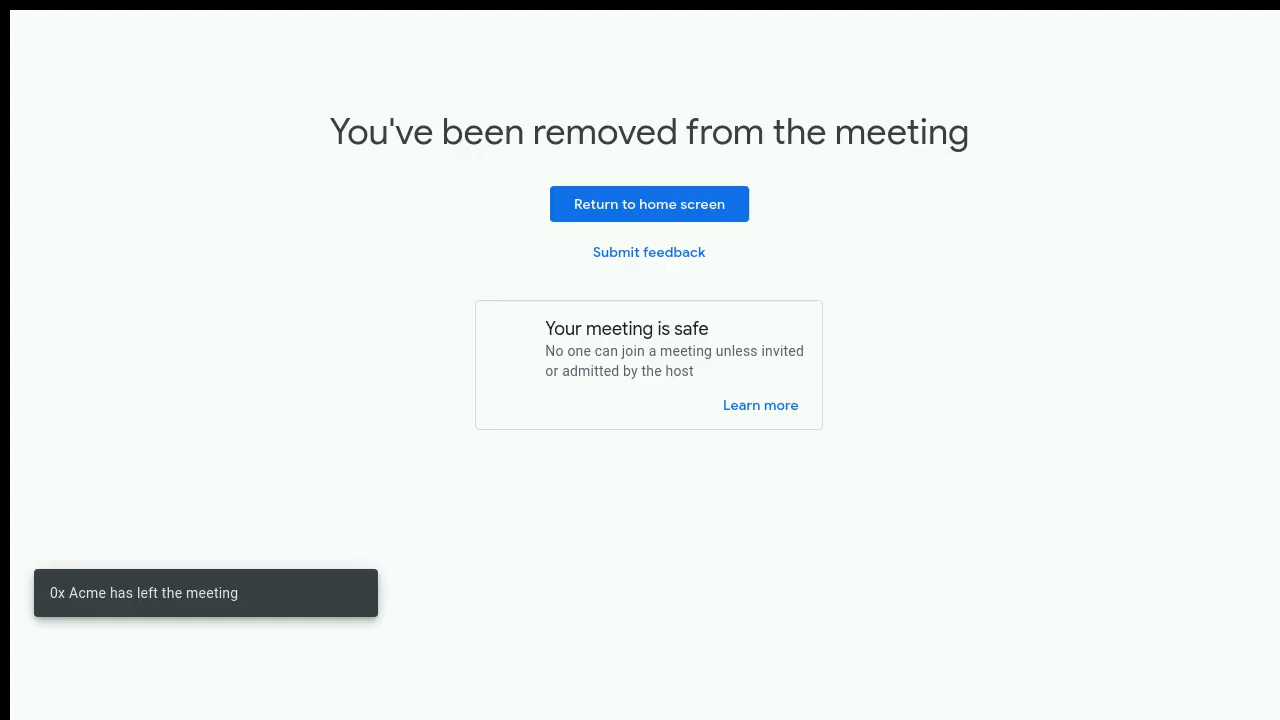 You've been removed from the meeting
Return to home screen
Submit feedback
Your meeting is safe
No one can join a meeting unless invited
or admitted by the host
Learn more
0x Acme has left the meeting